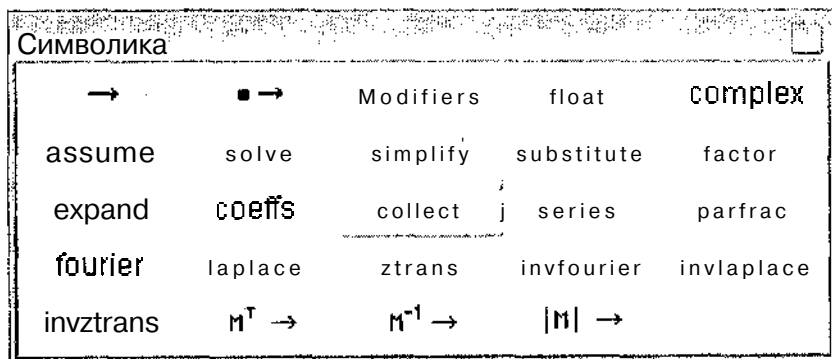 Символика
→ ▪ → Modifiers float complex
assume solve simplify substitute factor
expand coeffs collect series parfrac
fourier laplace ztrans invfourier invlaplace
invztrans Mᵀ → M⁻¹ → |M| →